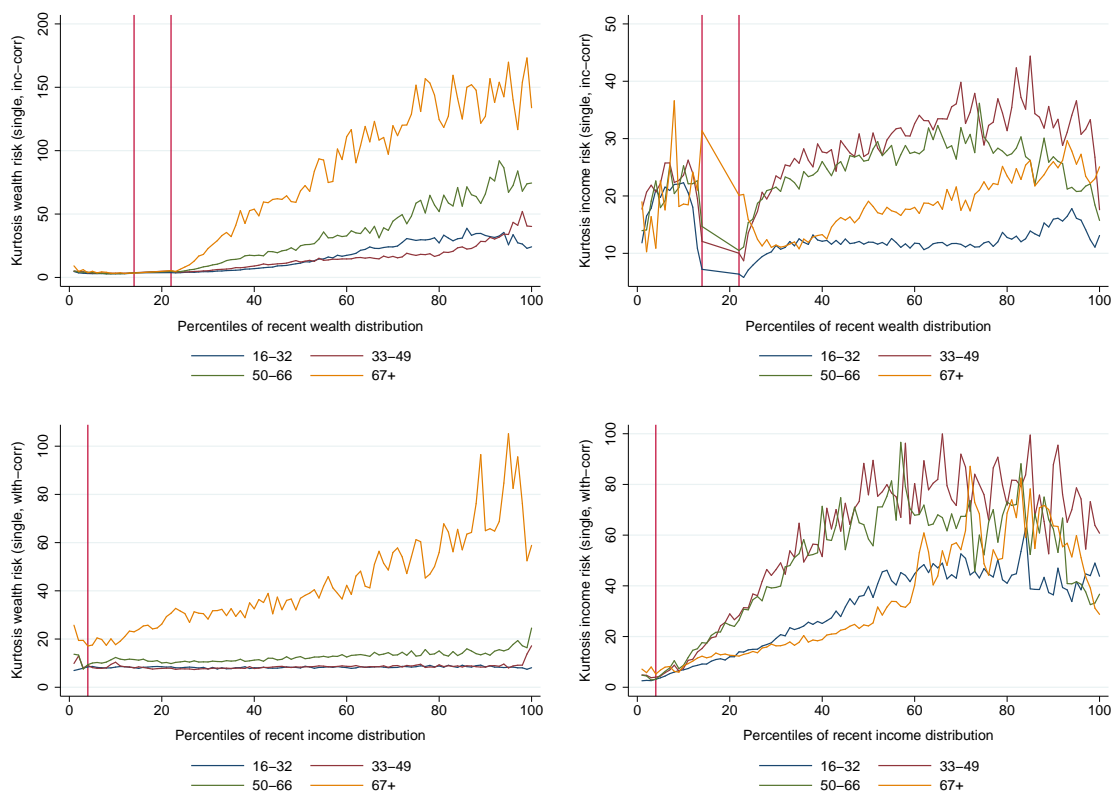 Kurtosis wealth risk (single, inc−corr)
0 50 100 150 200
0 20 40 60 80 100
Percentiles of recent wealth distribution
16−32 33−49
50−66 67+
Kurtosis income risk (single, inc−corr)
10 20 30 40 50
0 20 40 60 80 100
Percentiles of recent wealth distribution
16−32 33−49
50−66 67+
Kurtosis wealth risk (single, wlth−corr)
0 20 40 60 80 100
0 20 40 60 80 100
Percentiles of recent income distribution
16−32 33−49
50−66 67+
Kurtosis income risk (single, wlth−corr)
0 20 40 60 80 100
0 20 40 60 80 100
Percentiles of recent income distribution
16−32 33−49
50−66 67+